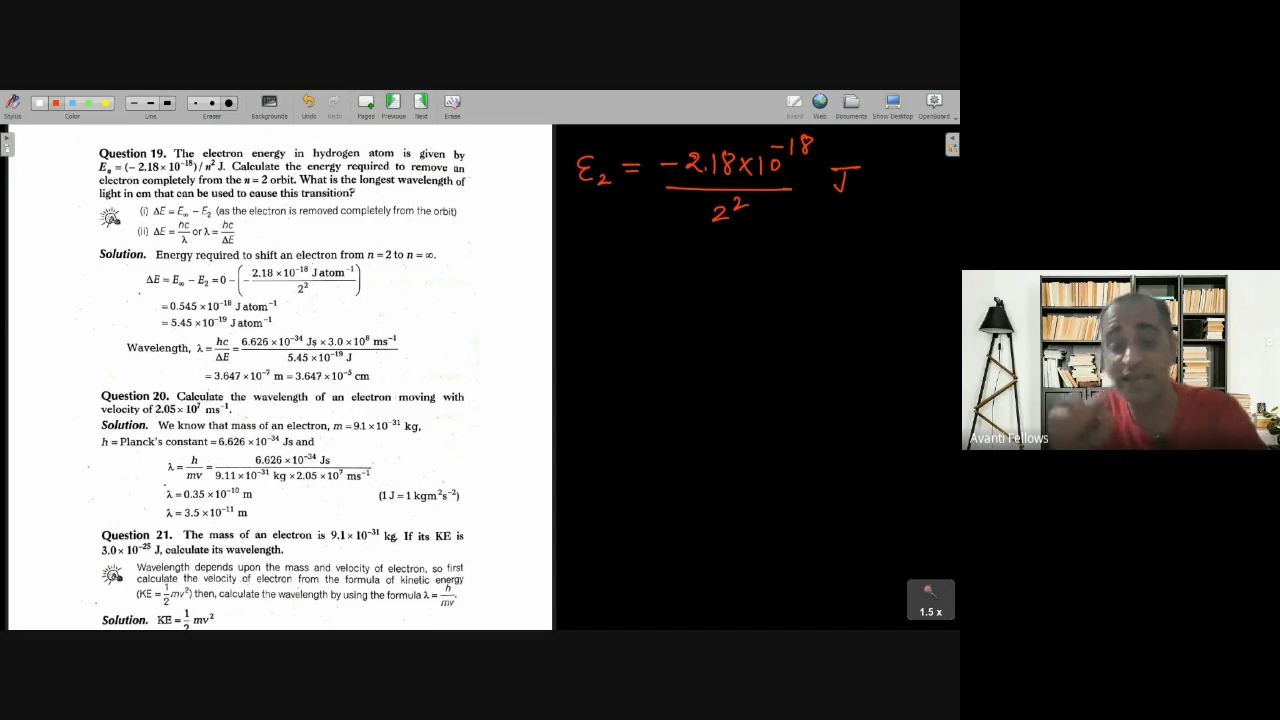 Stylus
Color
Line
Eraser
Backgrounds
Undo
Redo
Pages
Previous
Next
Erase
Board
Web
Documents
Show Desktop
OpenBoard
Question 19. The electron energy in hydrogen atom is given by
Eₙ = (− 2.18 × 10⁻¹⁸) / n² J. Calculate the energy required to remove an
electron completely from the n = 2 orbit. What is the longest wavelength of
light in cm that can be used to cause this transition?
(i) ΔE = E∞ − E₂ (as the electron is removed completely from the orbit)
(ii) ΔE = hc/λ or λ = hc/ΔE
Solution. Energy required to shift an electron from n = 2 to n = ∞.
ΔE = E∞ − E₂ = 0 − (− 2.18 × 10⁻¹⁸ J atom⁻¹ / 2²)
= 0.545 × 10⁻¹⁸ J atom⁻¹
= 5.45 × 10⁻¹⁹ J atom⁻¹
Wavelength, λ = hc/ΔE = 6.626 × 10⁻³⁴ Js × 3.0 × 10⁸ ms⁻¹ / 5.45 × 10⁻¹⁹ J
= 3.647 × 10⁻⁷ m = 3.647 × 10⁻⁵ cm
Question 20. Calculate the wavelength of an electron moving with
velocity of 2.05 × 10⁷ ms⁻¹.
Solution. We know that mass of an electron, m = 9.1 × 10⁻³¹ kg,
h = Planck's constant = 6.626 × 10⁻³⁴ Js and
λ = h/mv = 6.626 × 10⁻³⁴ Js / 9.11 × 10⁻³¹ kg × 2.05 × 10⁷ ms⁻¹
λ = 0.35 × 10⁻¹⁰ m (1 J = 1 kgm²s⁻²)
λ = 3.5 × 10⁻¹¹ m
Question 21. The mass of an electron is 9.1 × 10⁻³¹ kg. If its KE is
3.0 × 10⁻²⁵ J, calculate its wavelength.
Wavelength depends upon the mass and velocity of electron, so first
calculate the velocity of electron from the formula of kinetic energy
(KE = 1/2 mv²) then, calculate the wavelength by using the formula λ = h/mv.
Solution. KE = 1/2 mv²
E₂ = −2.18×10⁻¹⁸ / 2² J
1.5 x
Avanti Fellows